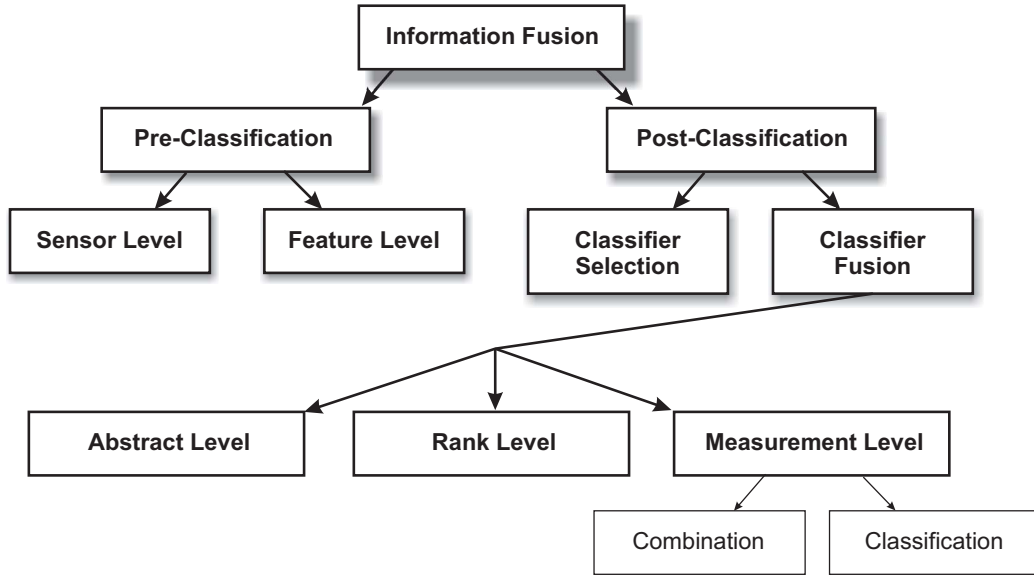 Information Fusion
Pre-Classification
Post-Classification
Sensor Level
Feature Level
Classifier
Selection
Classifier
Fusion
Abstract Level
Rank Level
Measurement Level
Combination
Classification